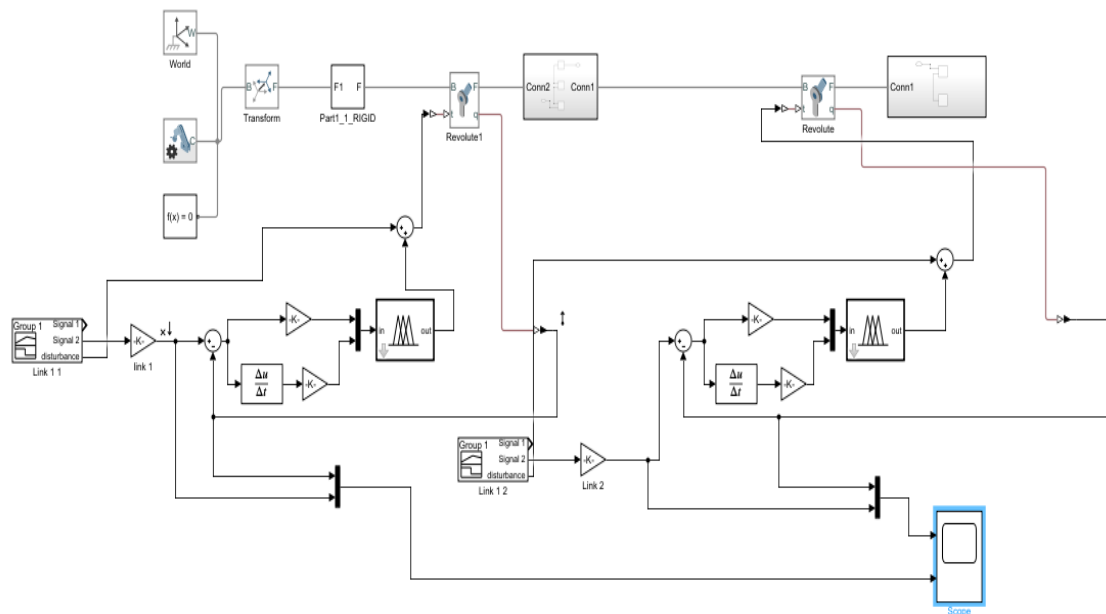 W
World
B F
Transform
F1 F
Part1_1_RIGID
B F
t q
Revolute1
Conn2 Conn1
B F
t q
Revolute
Conn1
C
f(x) = 0
Group 1 Signal 1
Signal 2
disturbance
Link 1 1
-K-
link 1
x
+
-
-K-
Δu
Δt
-K-
in out
+
+
Group 1 Signal 1
Signal 2
disturbance
Link 1 2
-K-
Link 2
+
-
-K-
Δu
Δt
-K-
in out
+
+
Scope